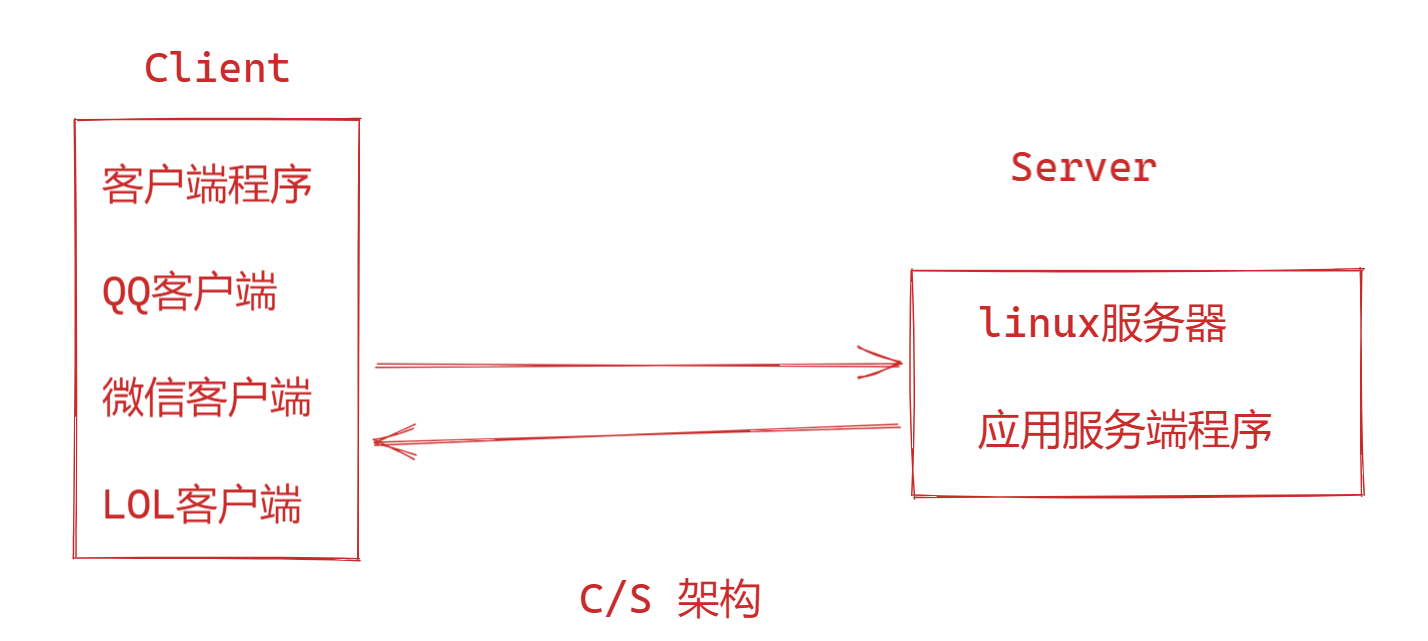 Client
客户端程序
QQ客户端
微信客户端
LOL客户端
Server
linux服务器
应用服务端程序
C/S 架构